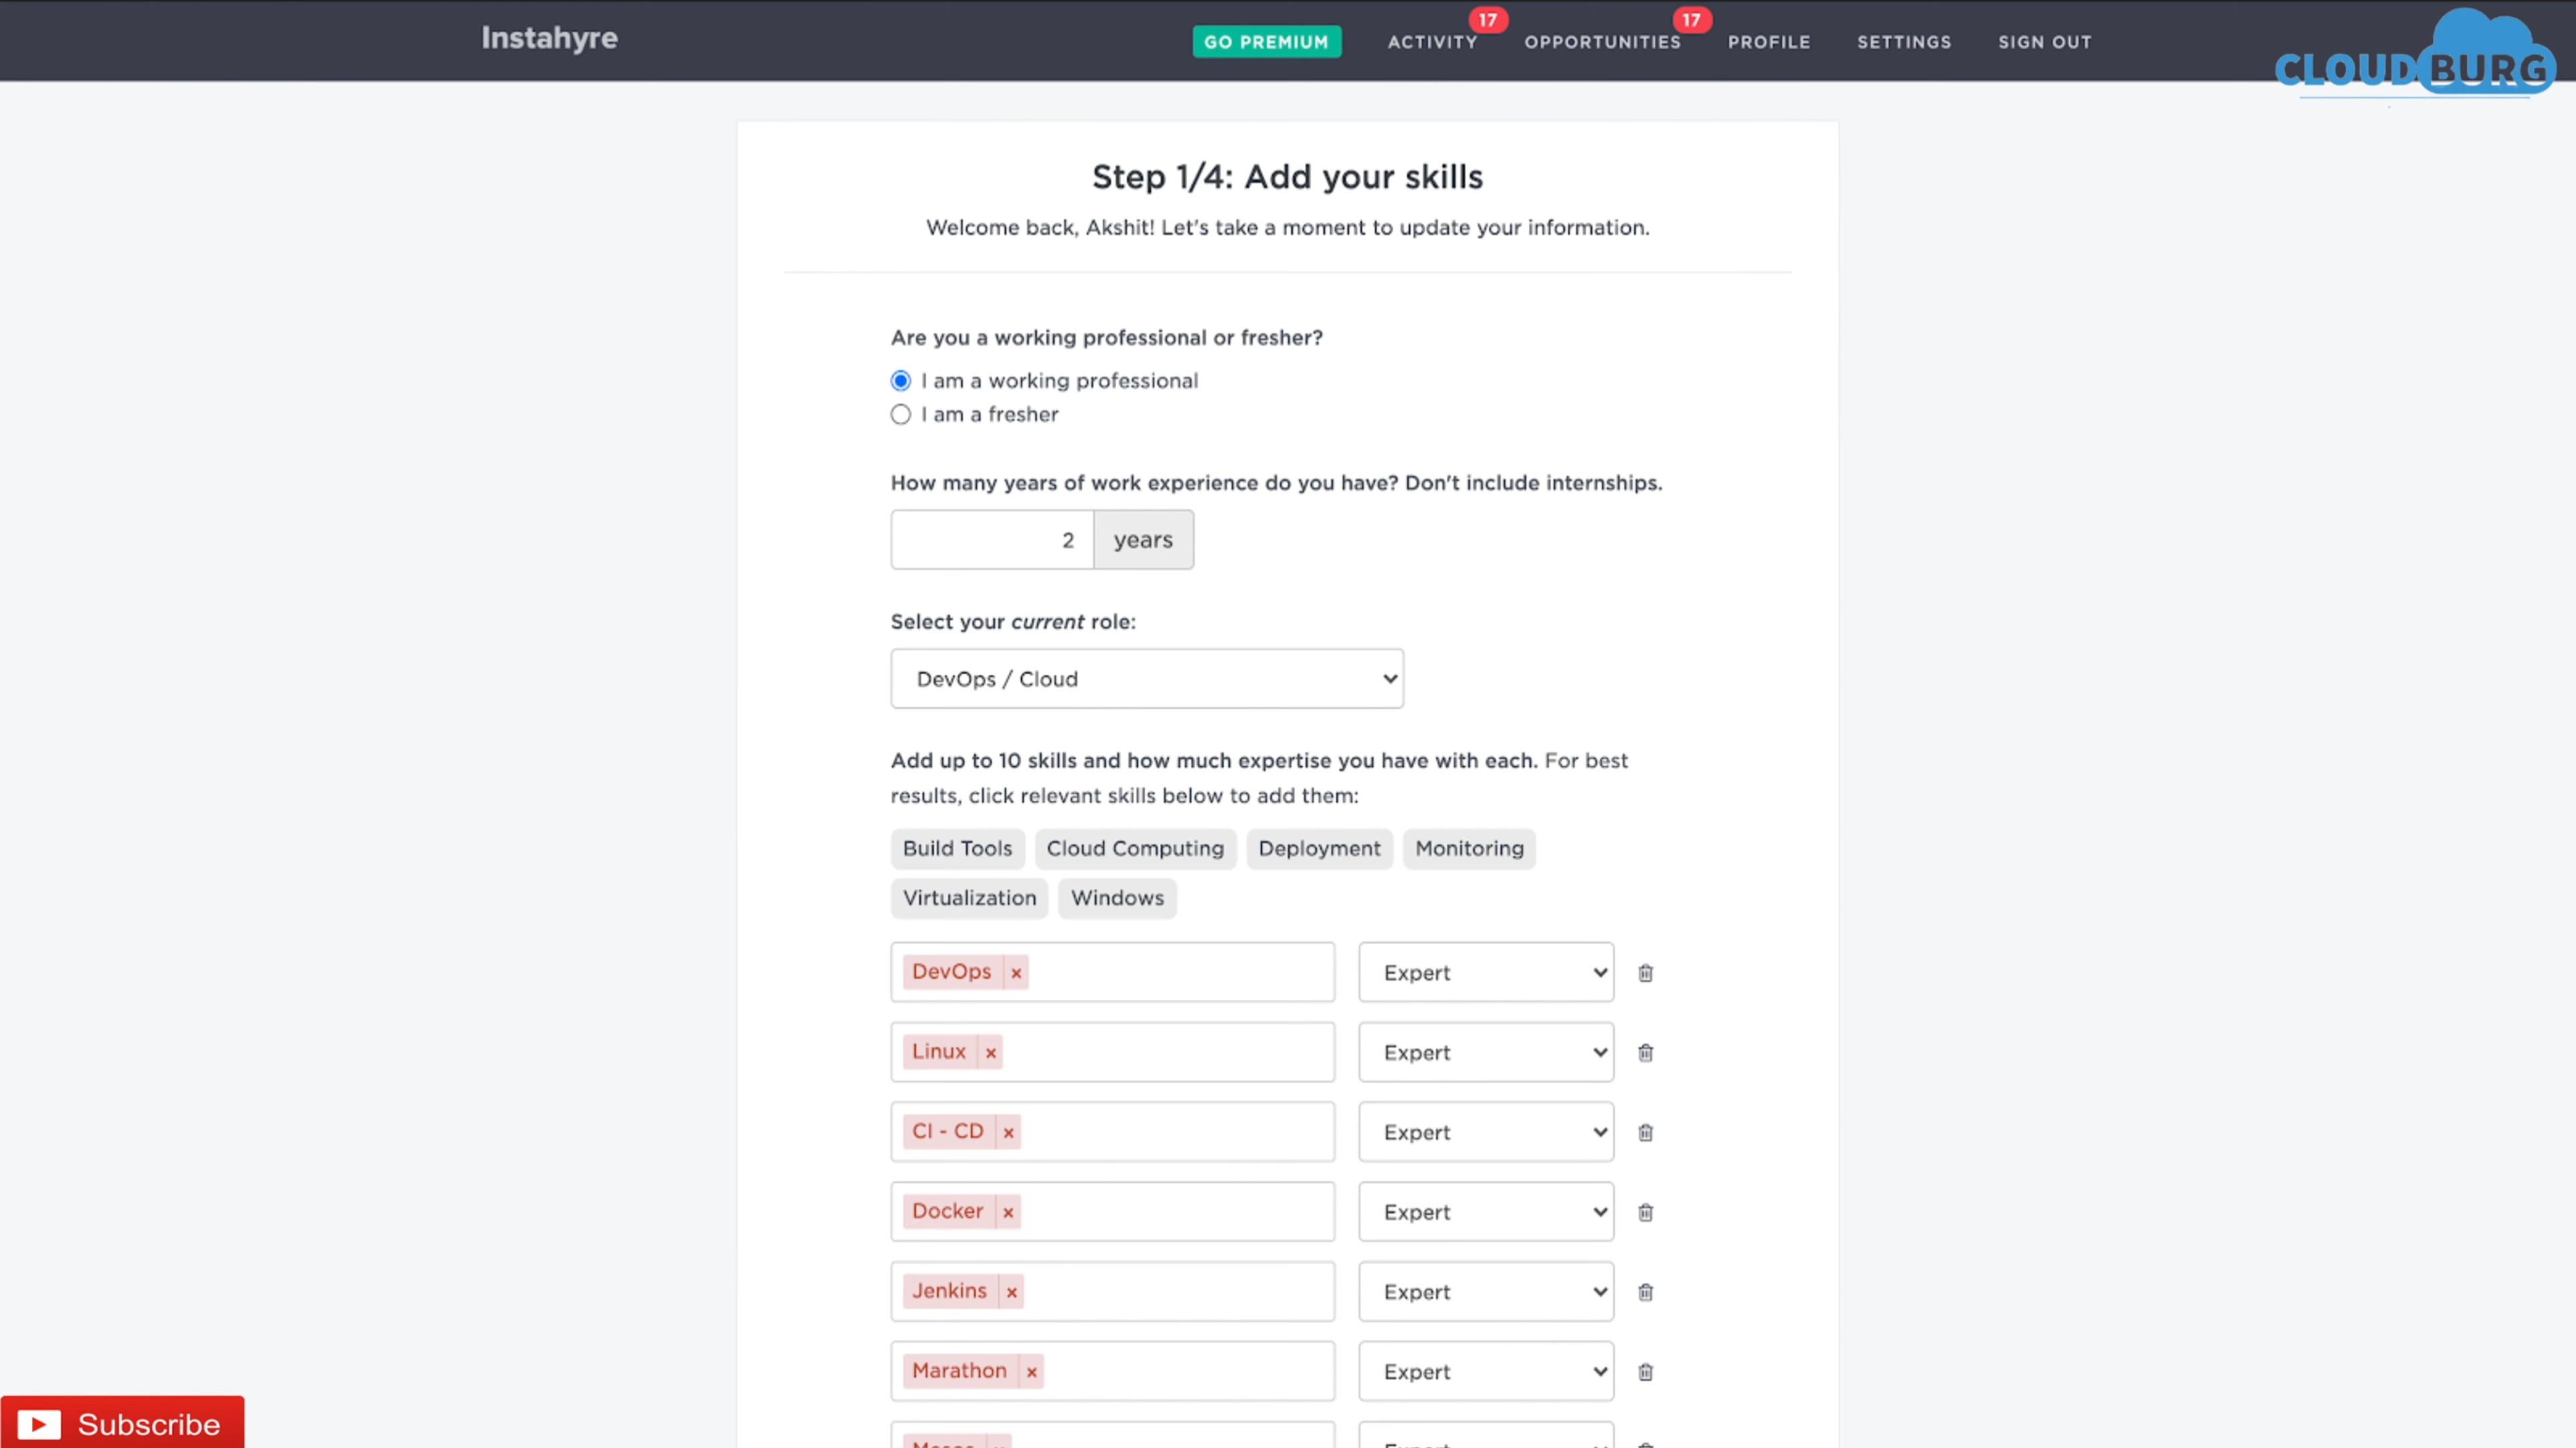 Instahyre
GO PREMIUM
ACTIVITY
17
OPPORTUNITIES
17
PROFILE
SETTINGS
SIGN OUT
CLOUDBURG
Step 1/4: Add your skills
Welcome back, Akshit! Let's take a moment to update your information.
Are you a working professional or fresher?
I am a working professional
I am a fresher
How many years of work experience do you have? Don't include internships.
2 years
Select your current role:
DevOps / Cloud
Add up to 10 skills and how much expertise you have with each. For best
results, click relevant skills below to add them:
Build Tools Cloud Computing Deployment Monitoring
Virtualization Windows
DevOps × Expert
Linux × Expert
CI - CD × Expert
Docker × Expert
Jenkins × Expert
Marathon × Expert
Subscribe